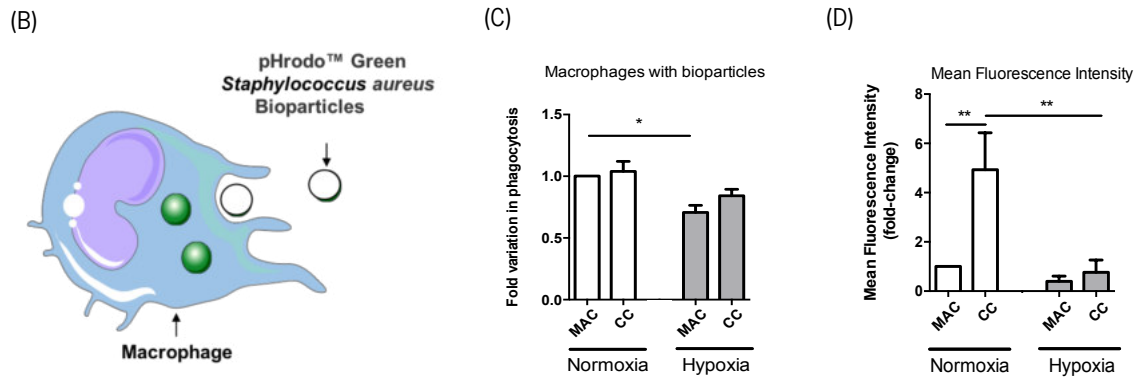 (B)
pHrodo™ Green
Staphylococcus aureus
Bioparticles
Macrophage
(C)
Macrophages with bioparticles
Fold variation in phagocytosis
1.5
1.0
0.5
0.0
*
MAC
CC
MAC
CC
Normoxia
Hypoxia
(D)
Mean Fluorescence Intensity
Mean Fluorescence Intensity
(fold-change)
8
6
4
2
0
**
**
MAC
CC
MAC
CC
Normoxia
Hypoxia